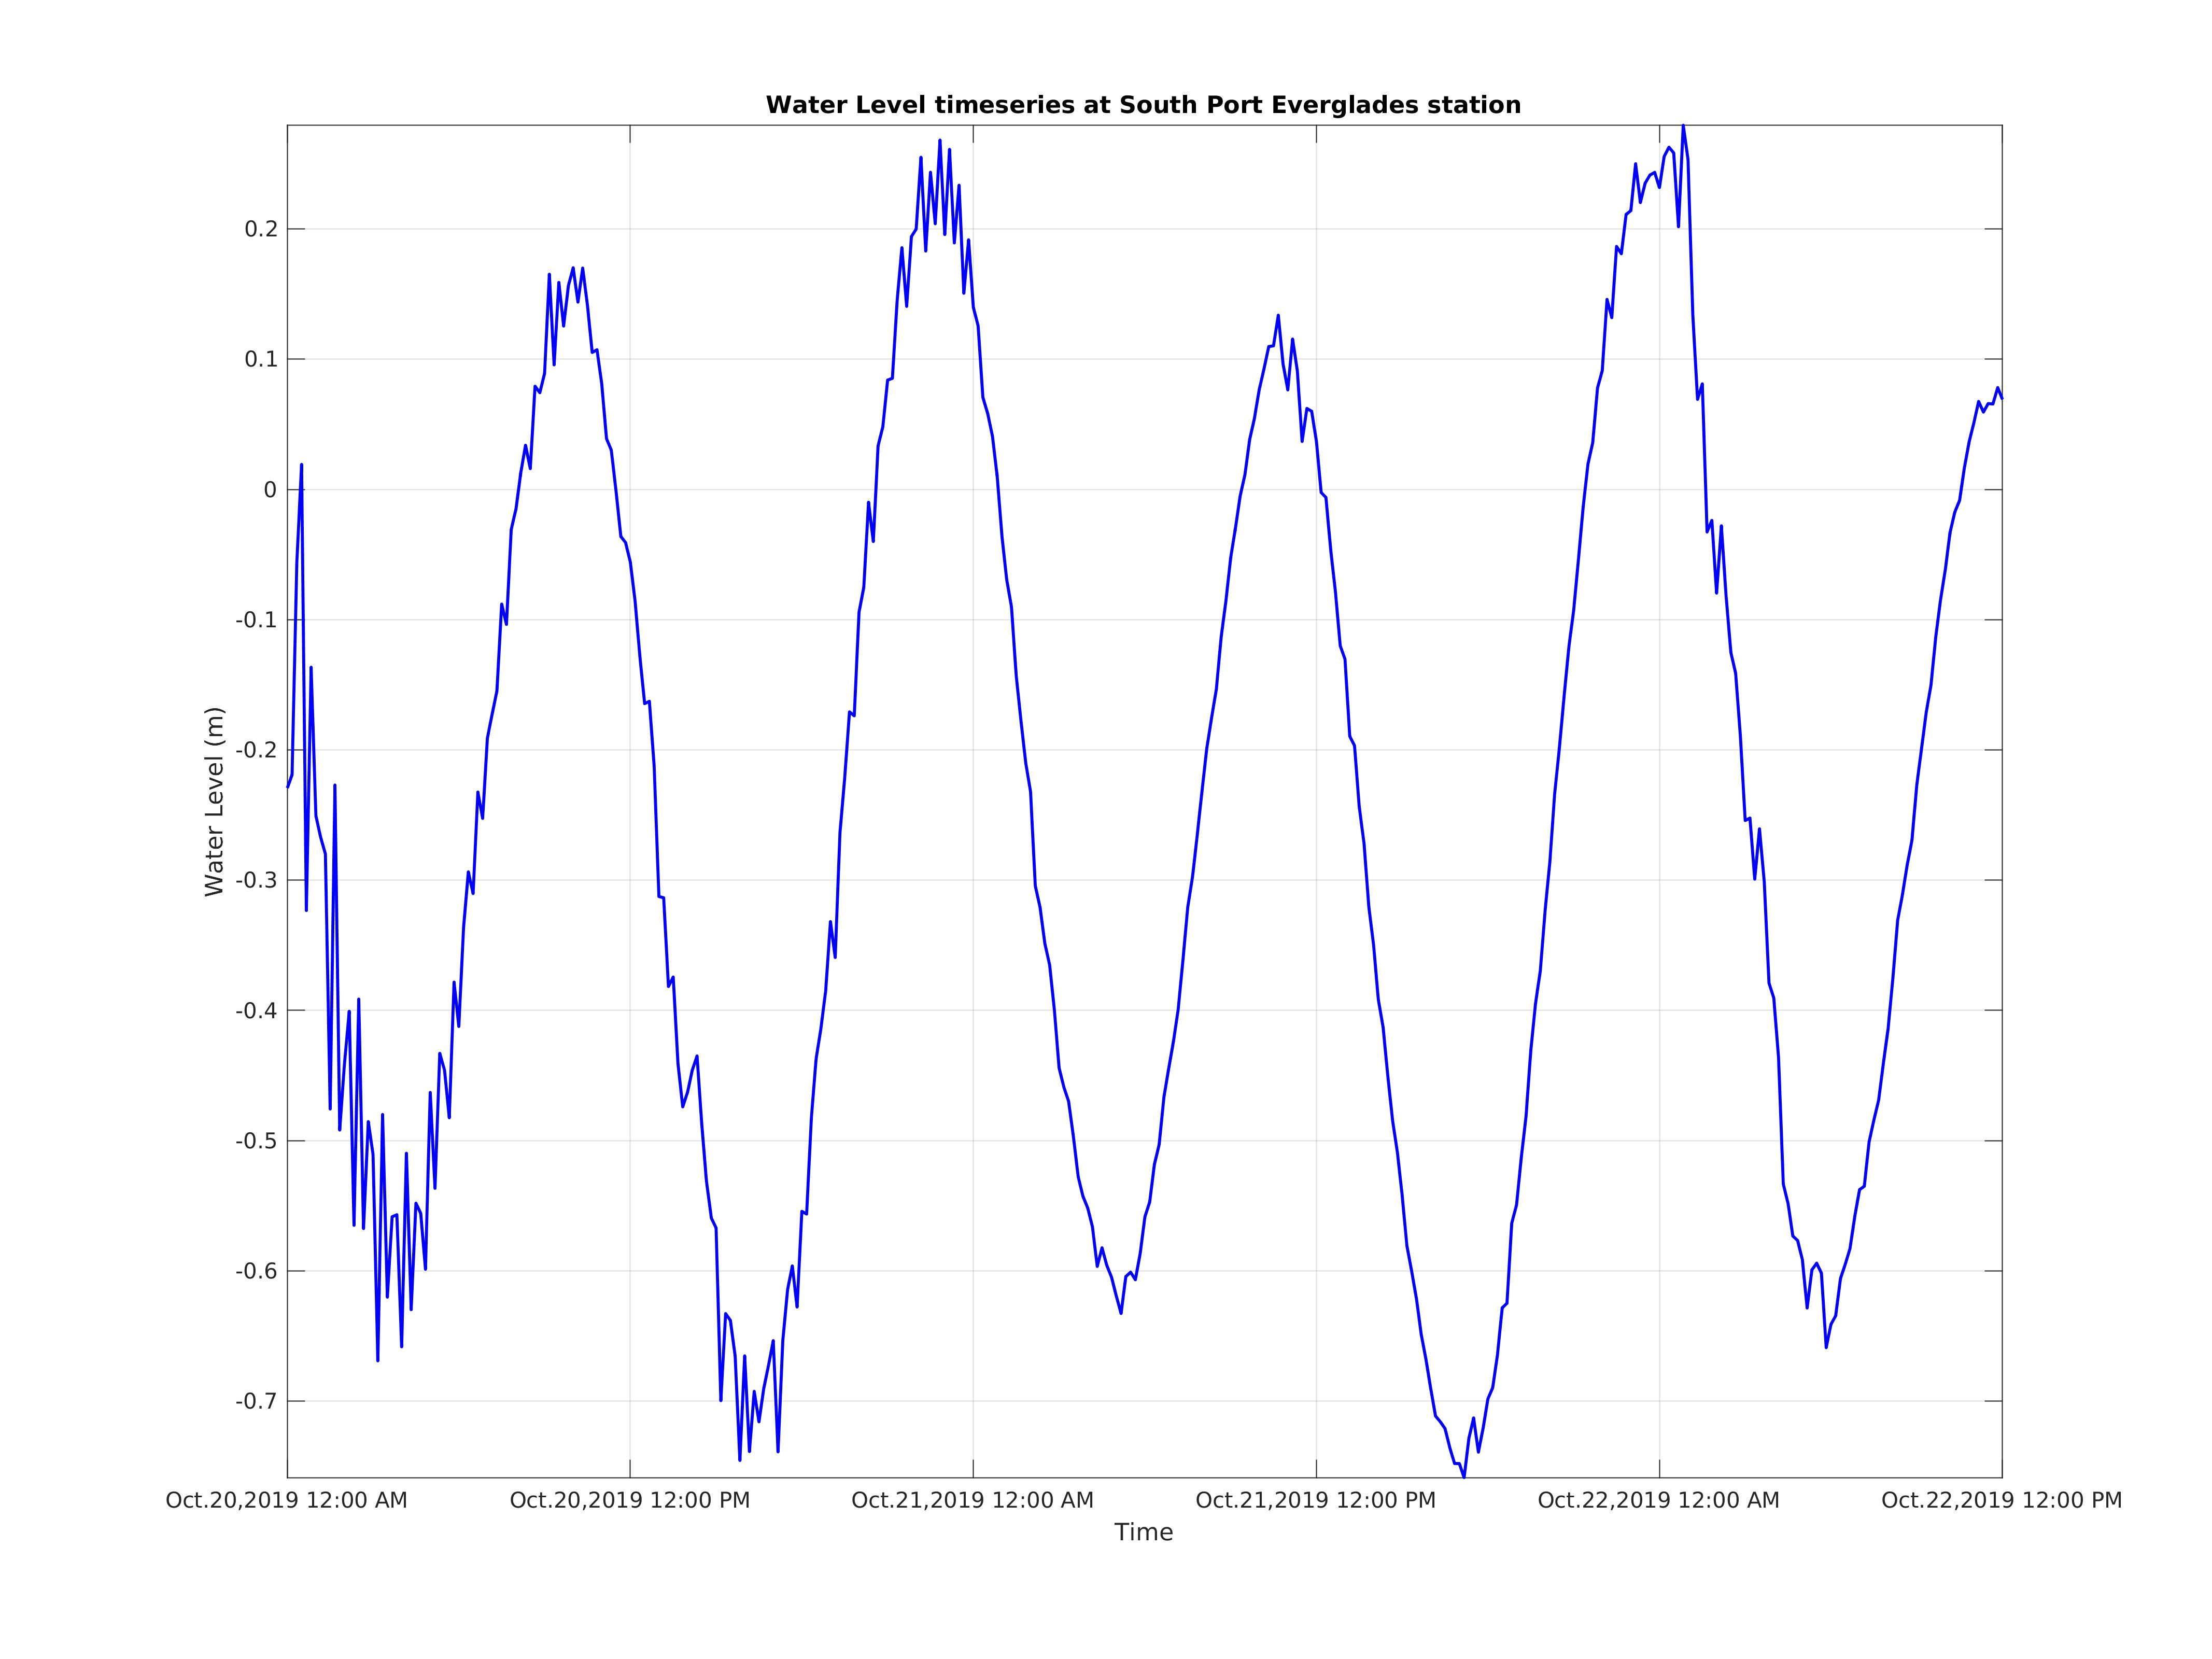 Water Level timeseries at South Port Everglades station
0.2
0.1
0
-0.1
-0.2
-0.3
-0.4
-0.5
-0.6
-0.7
Water Level (m)
Oct.20,2019 12:00 AM
Oct.20,2019 12:00 PM
Oct.21,2019 12:00 AM
Oct.21,2019 12:00 PM
Oct.22,2019 12:00 AM
Oct.22,2019 12:00 PM
Time